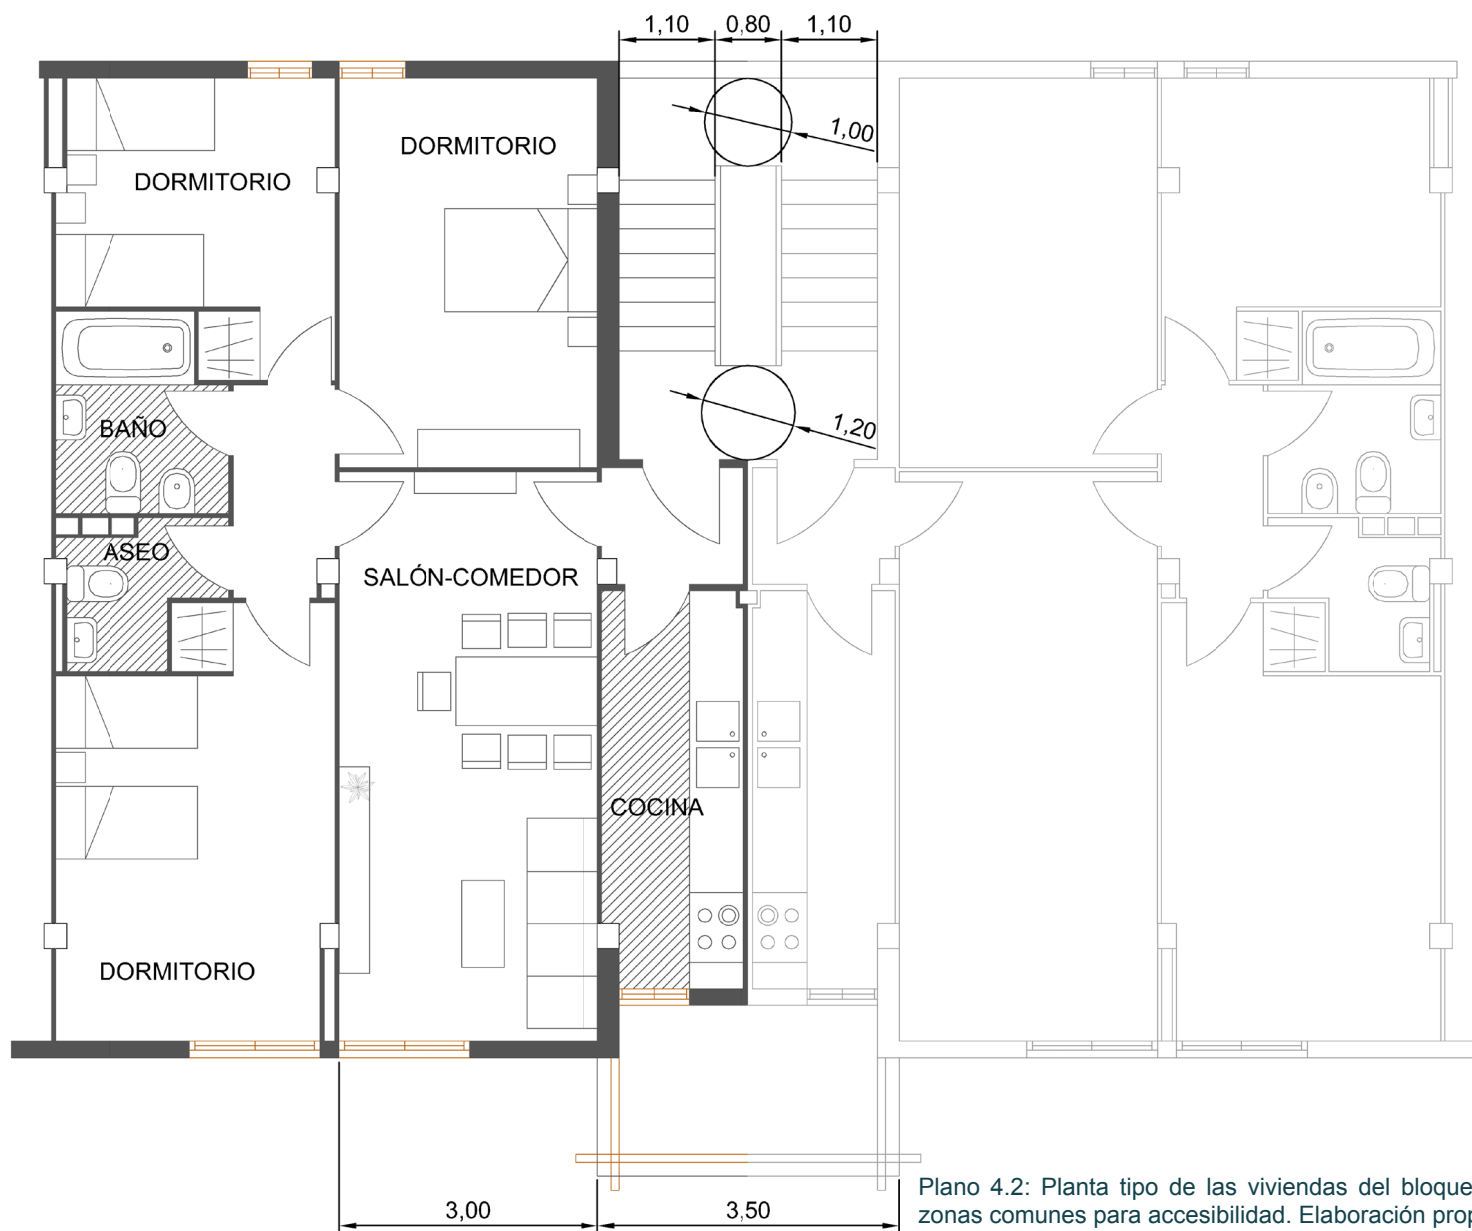 1,10 0,80 1,10
1,00
DORMITORIO
DORMITORIO
1,20
BAÑO
ASEO
SALÓN-COMEDOR
COCINA
DORMITORIO
Plano 4.2: Planta tipo de las viviendas del bloque
zonas comunes para accesibilidad. Elaboración prop
3,00 3,50